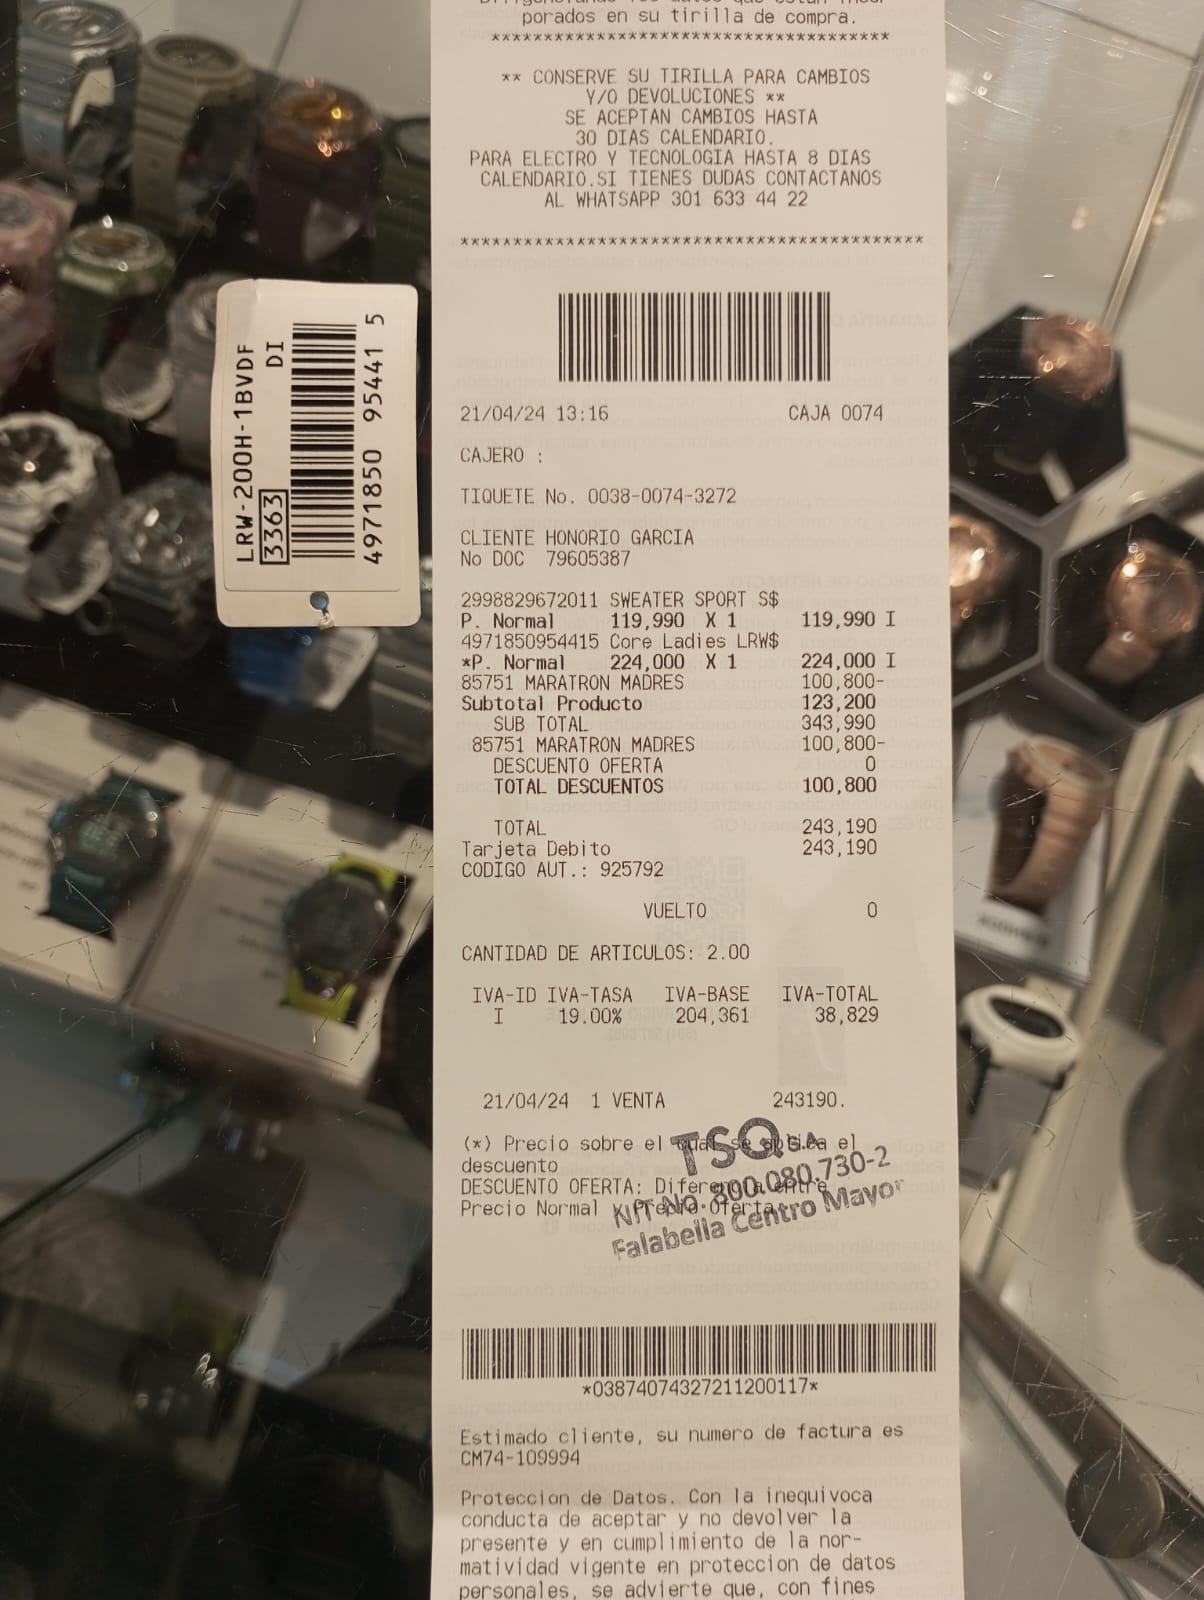 porados en su tirilla de compra.
**************************************
** CONSERVE SU TIRILLA PARA CAMBIOS
Y/O DEVOLUCIONES **
SE ACEPTAN CAMBIOS HASTA
30 DIAS CALENDARIO.
PARA ELECTRO Y TECNOLOGIA HASTA 8 DIAS
CALENDARIO.SI TIENES DUDAS CONTACTANOS
AL WHATSAPP 301 633 44 22
********************************************
21/04/24 13:16 CAJA 0074
CAJERO :
TIQUETE No. 0038-0074-3272
CLIENTE HONORIO GARCIA
No DOC 79605387
2998829672011 SWEATER SPORT S$
P. Normal 119,990 X 1 119,990 I
4971850954415 Core Ladies LRW$
*P. Normal 224,000 X 1 224,000 I
85751 MARATRON MADRES 100,800-
Subtotal Producto 123,200
SUB TOTAL 343,990
85751 MARATRON MADRES 100,800-
DESCUENTO OFERTA 0
TOTAL DESCUENTOS 100,800
TOTAL 243,190
Tarjeta Debito 243,190
CODIGO AUT.: 925792
VUELTO 0
CANTIDAD DE ARTICULOS: 2.00
IVA-ID IVA-TASA IVA-BASE IVA-TOTAL
I 19.00% 204,361 38,829
21/04/24 1 VENTA 243190.
(*) Precio sobre el cual se aplica el
descuento
DESCUENTO OFERTA: Diferencia entre
Precio Normal y Precio Oferta
TSQ S.A
NIT No. 800.080.730-2
Falabella Centro Mayor
*03874074327211200117*
Estimado cliente, su numero de factura es
CM74-109994
Proteccion de Datos. Con la inequivoca
conducta de aceptar y no devolver la
presente y en cumplimiento de la nor-
matividad vigente en proteccion de datos
personales, se advierte que, con fines
LRW-200H-1BVDF
3363 DI
4971850 95441 5